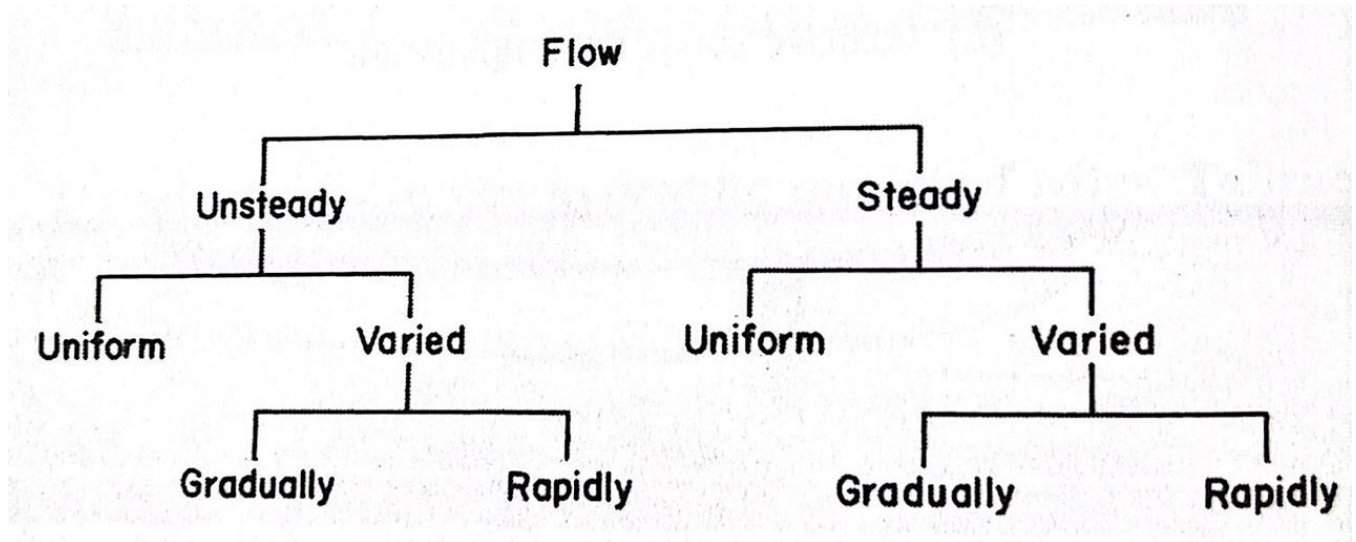 Flow
Unsteady Steady
Uniform Varied Uniform Varied
Gradually Rapidly Gradually Rapidly